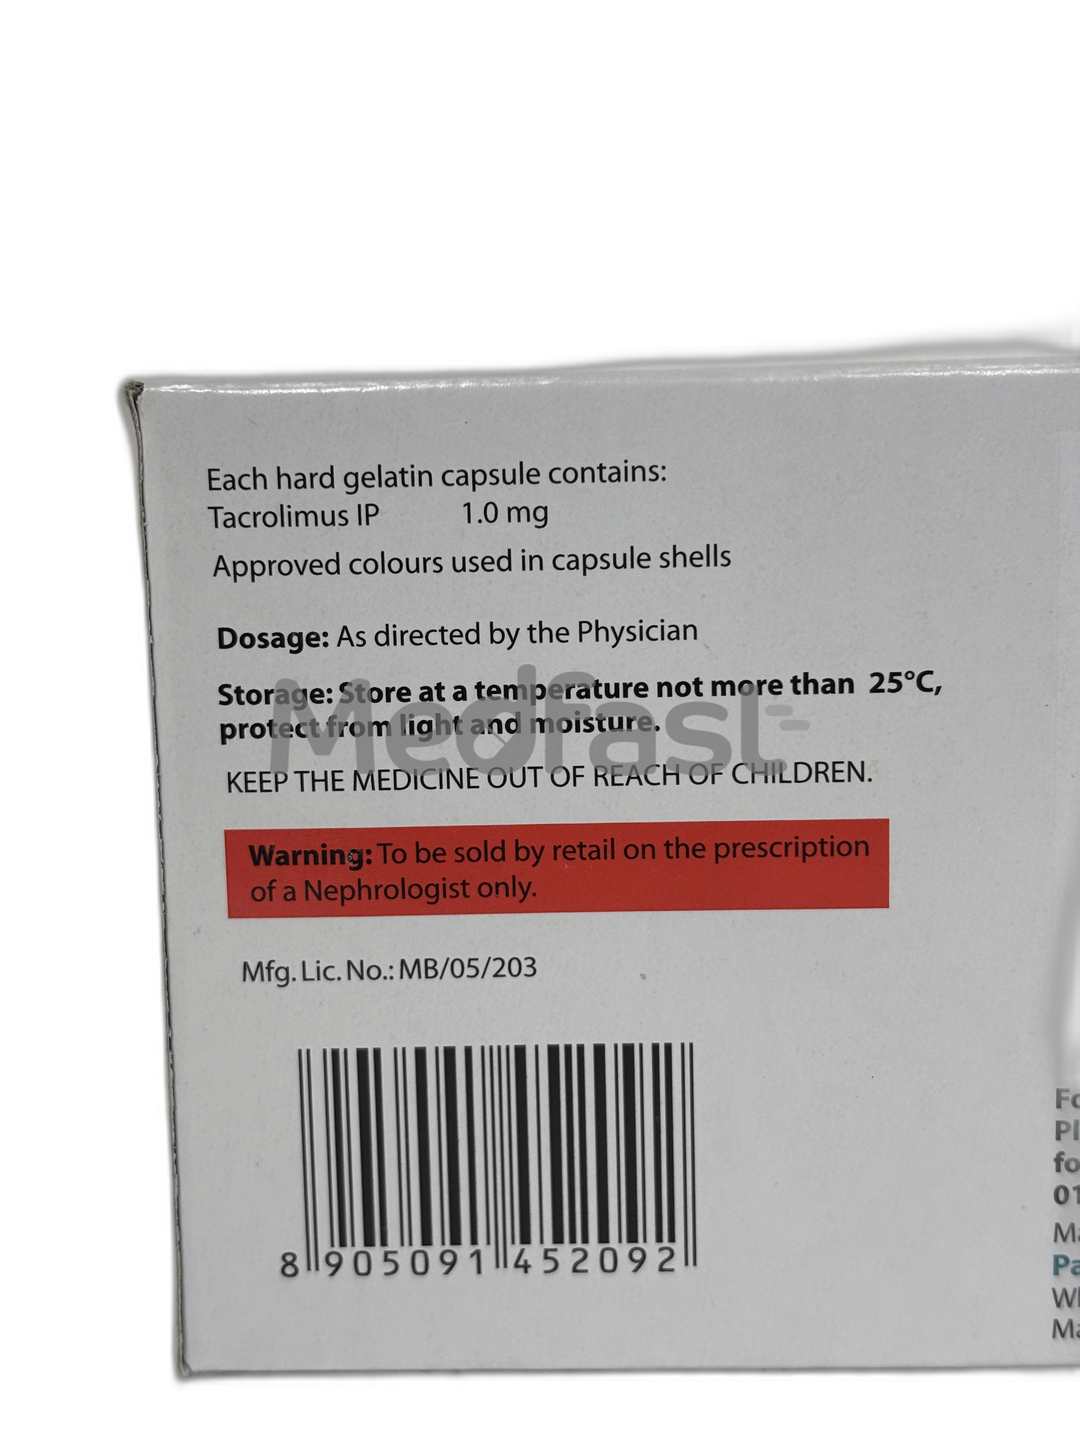 Each hard gelatin capsule contains:
Tacrolimus IP 1.0 mg
Approved colours used in capsule shells
Dosage: As directed by the Physician
Storage: Store at a temperature not more than 25°C,
protect from light and moisture.
Medfast
KEEP THE MEDICINE OUT OF REACH OF CHILDREN.
Warning: To be sold by retail on the prescription
of a Nephrologist only.
Mfg. Lic. No.: MB/05/203
8 905091 452092